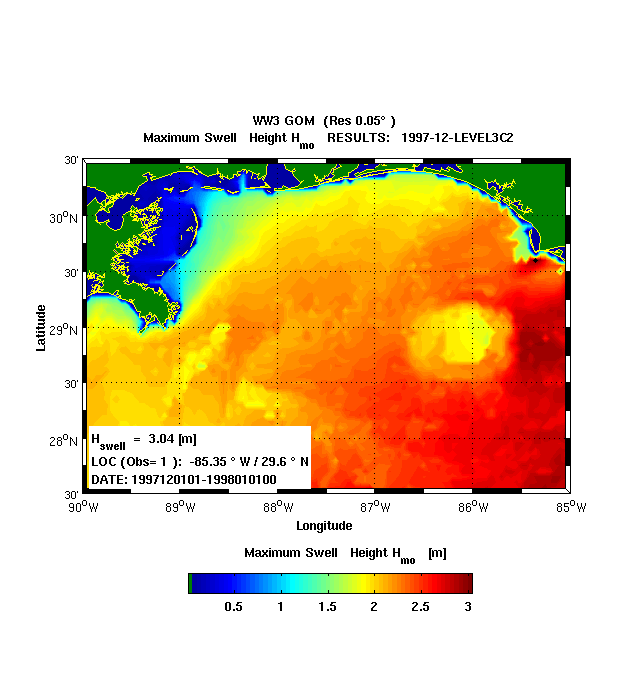 WW3 GOM (Res 0.05° )
Maximum Swell Height Hmo RESULTS: 1997-12-LEVEL3C2
30'
30°N
30'
29°N
30'
28°N
30'
Latitude
Hswell = 3.04 [m]
LOC (Obs= 1 ): -85.35 ° W / 29.6 ° N
DATE: 1997120101-1998010100
90°W 89°W 88°W 87°W 86°W 85°W
Longitude
Maximum Swell Height Hmo [m]
0.5 1 1.5 2 2.5 3